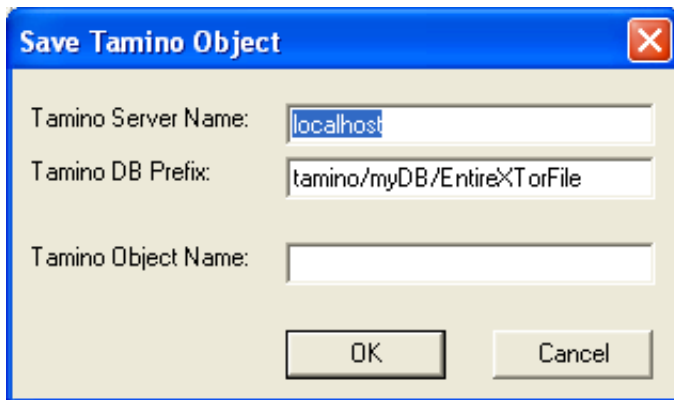 Save Tamino Object
Tamino Server Name: localhost
Tamino DB Prefix: tamino/myDB/EntireXTorFile
Tamino Object Name:
OK Cancel